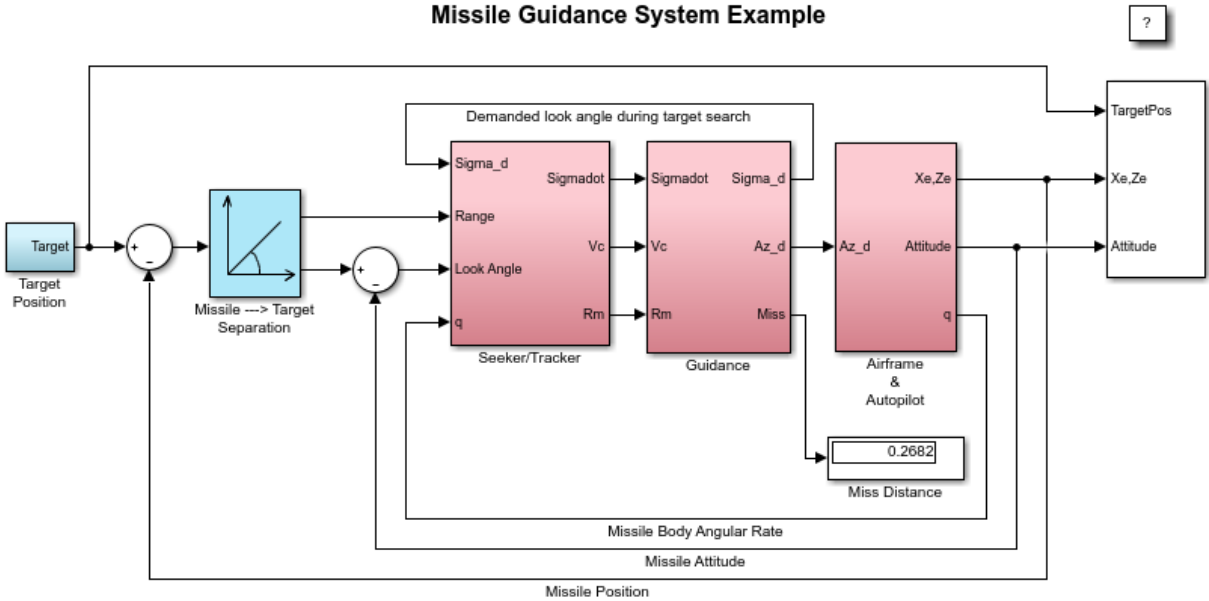 Missile Guidance System Example
?
Demanded look angle during target search
TargetPos
Sigma_d
Sigmadot
Sigmadot
Sigma_d
Xe,Ze
Xe,Ze
Range
Target
+
−
Vc
Vc
Az_d
Az_d
Attitude
Attitude
+
−
Look Angle
Target
Position
Missile ---> Target
Separation
q
Rm
Rm
Miss
q
Seeker/Tracker
Guidance
Airframe
&
Autopilot
0.2682
Miss Distance
Missile Body Angular Rate
Missile Attitude
Missile Position